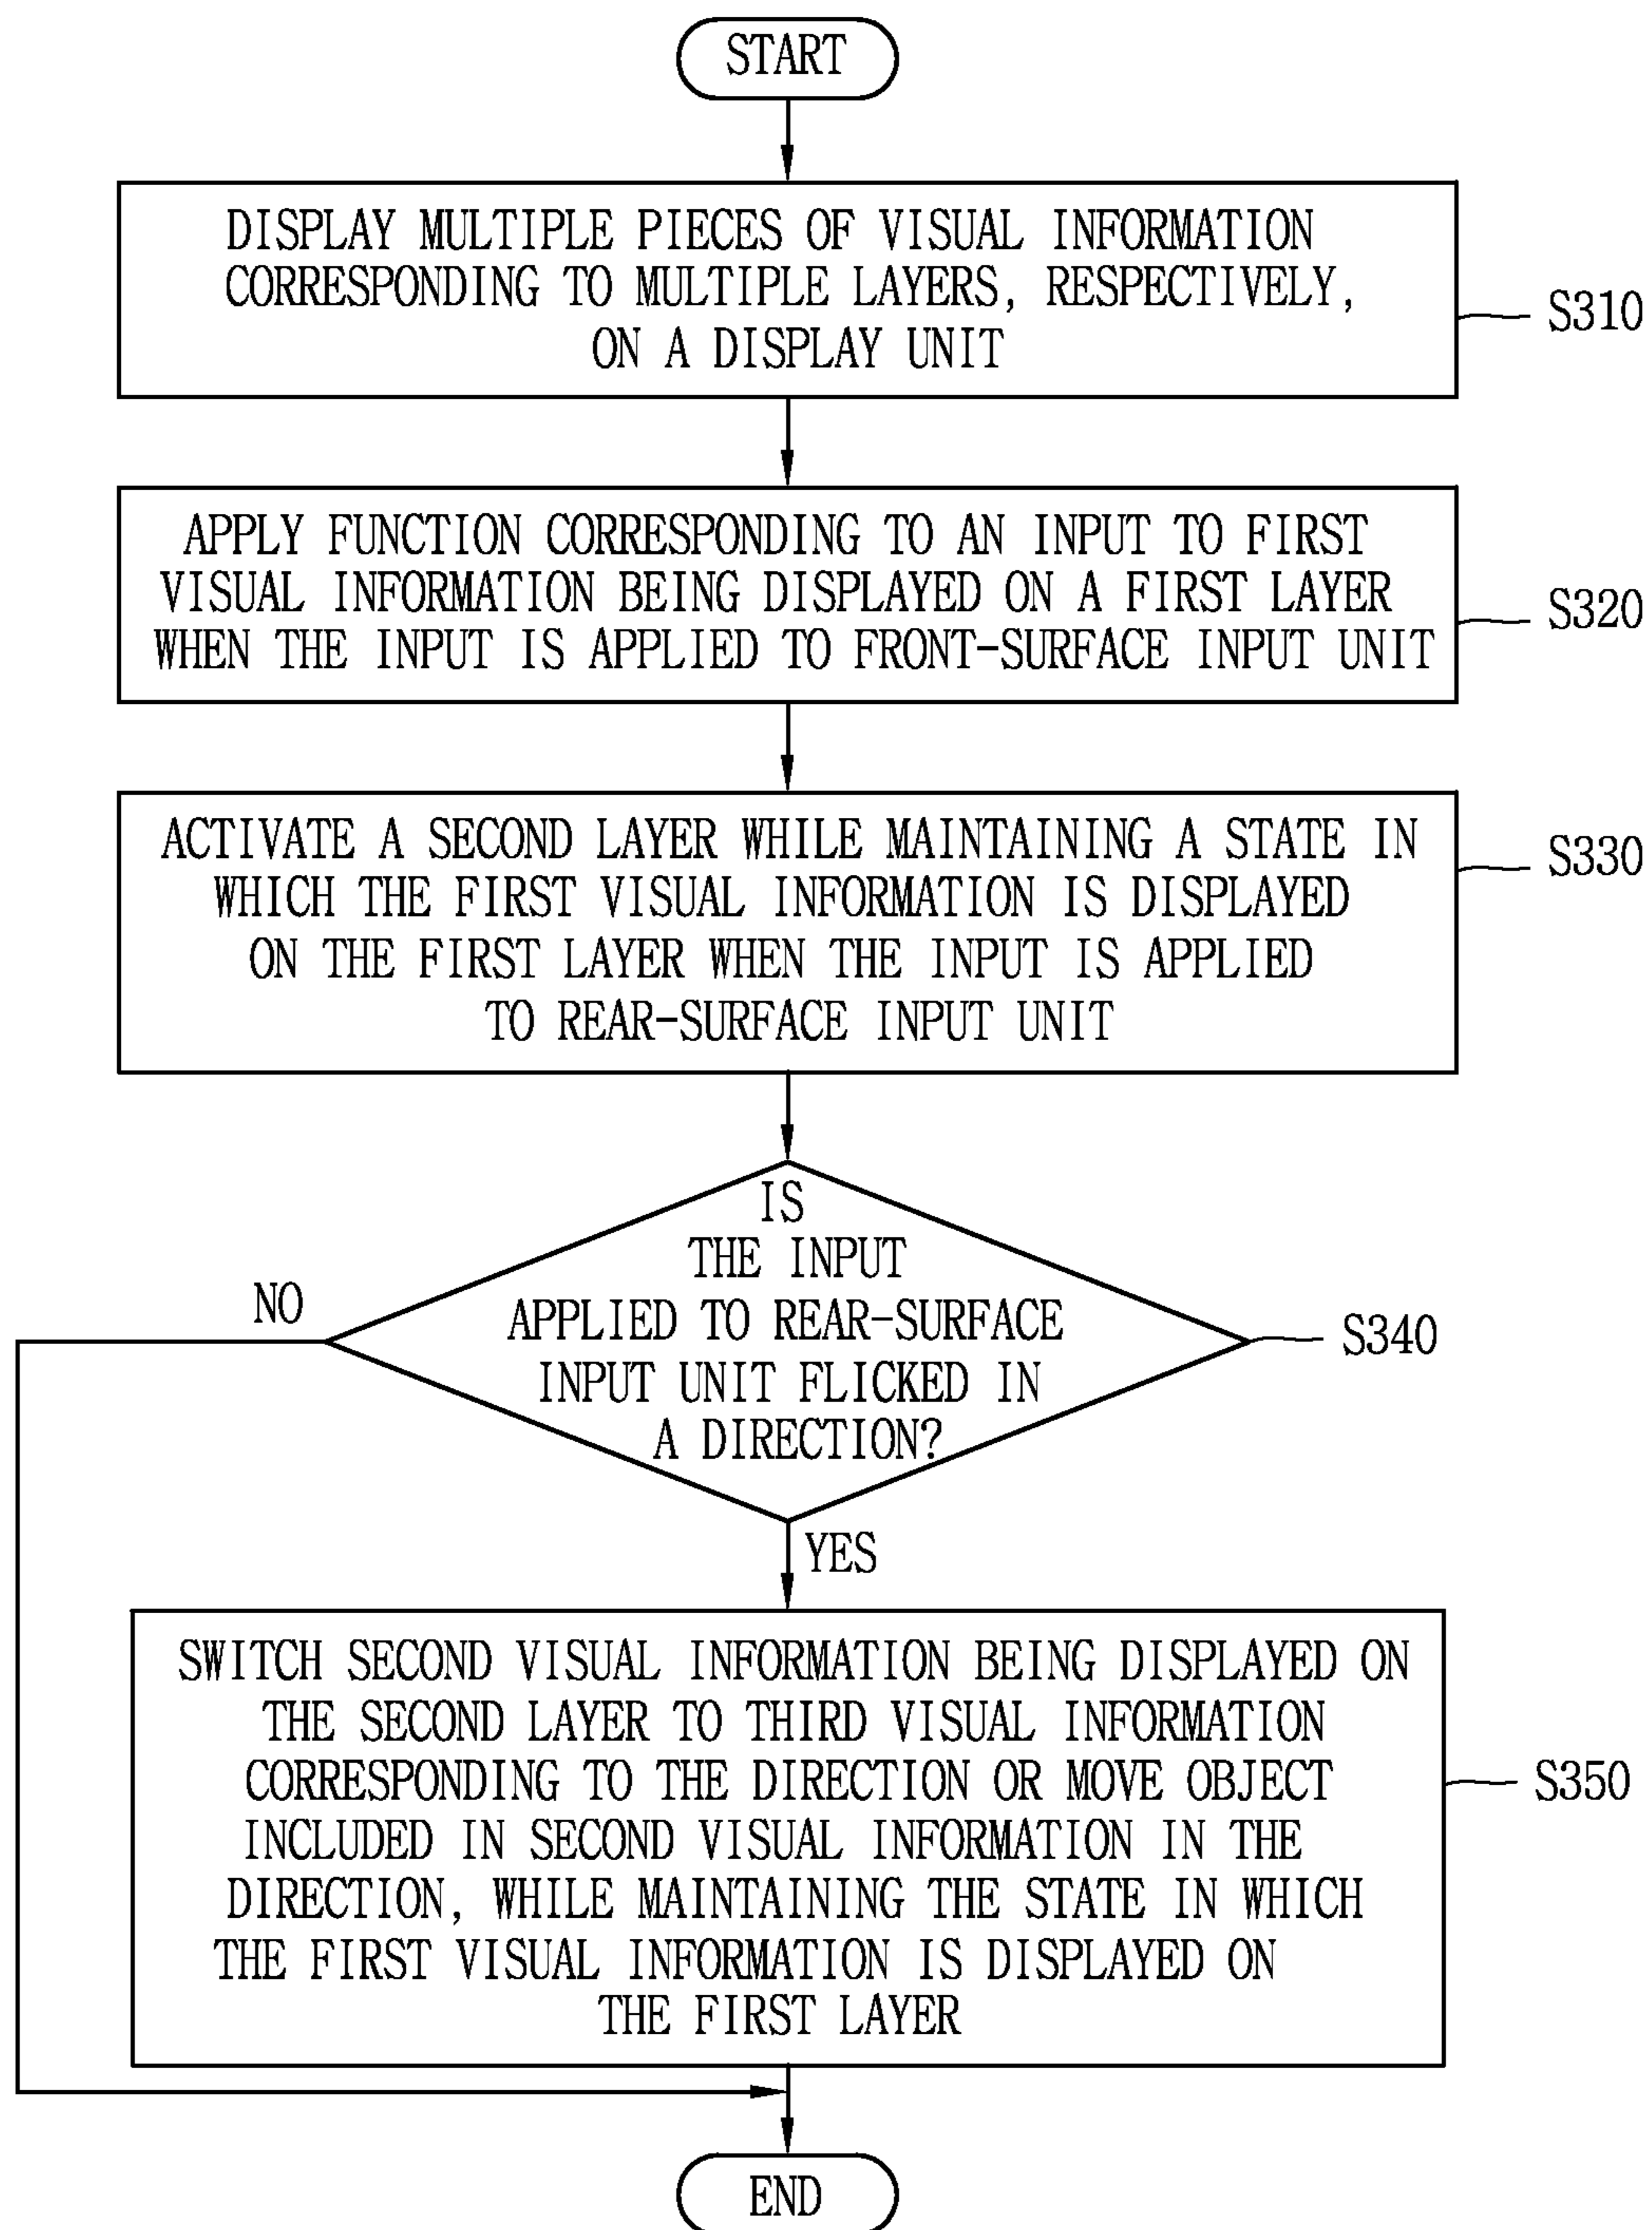 START
DISPLAY MULTIPLE PIECES OF VISUAL INFORMATION
CORRESPONDING TO MULTIPLE LAYERS, RESPECTIVELY,
ON A DISPLAY UNIT
S310
APPLY FUNCTION CORRESPONDING TO AN INPUT TO FIRST
VISUAL INFORMATION BEING DISPLAYED ON A FIRST LAYER
WHEN THE INPUT IS APPLIED TO FRONT-SURFACE INPUT UNIT
S320
ACTIVATE A SECOND LAYER WHILE MAINTAINING A STATE IN
WHICH THE FIRST VISUAL INFORMATION IS DISPLAYED
ON THE FIRST LAYER WHEN THE INPUT IS APPLIED
TO REAR-SURFACE INPUT UNIT
S330
IS
THE INPUT
APPLIED TO REAR-SURFACE
INPUT UNIT FLICKED IN
A DIRECTION?
S340
NO
YES
SWITCH SECOND VISUAL INFORMATION BEING DISPLAYED ON
THE SECOND LAYER TO THIRD VISUAL INFORMATION
CORRESPONDING TO THE DIRECTION OR MOVE OBJECT
INCLUDED IN SECOND VISUAL INFORMATION IN THE
DIRECTION, WHILE MAINTAINING THE STATE IN WHICH
THE FIRST VISUAL INFORMATION IS DISPLAYED ON
THE FIRST LAYER
S350
END